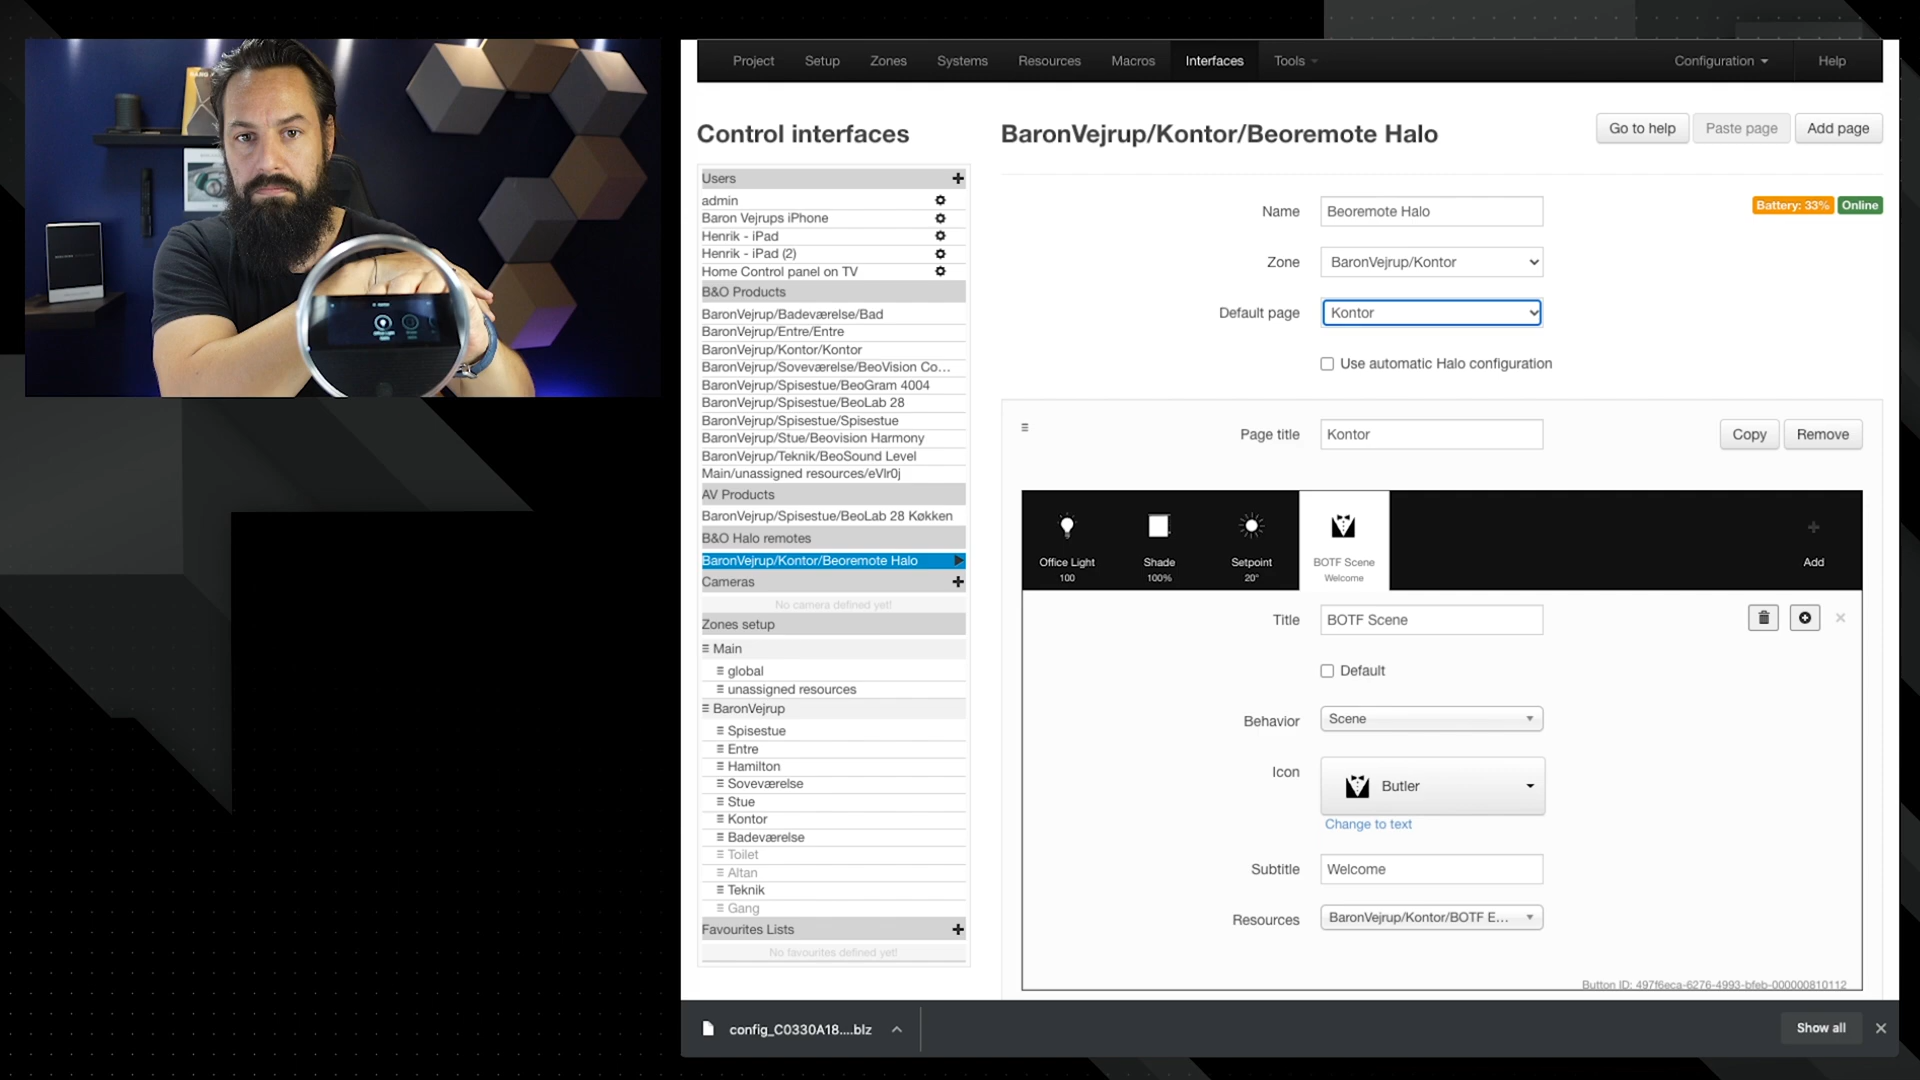 Project Setup Zones Systems Resources Macros Interfaces Tools Configuration Help
Control interfaces
Users
admin
Baron Vejrups iPhone
Henrik - iPad
Henrik - iPad (2)
Home Control panel on TV
B&O Products
BaronVejrup/Badeværelse/Bad
BaronVejrup/Entre/Entre
BaronVejrup/Kontor/Kontor
BaronVejrup/Soveværelse/BeoVision Co...
BaronVejrup/Spisestue/BeoGram 4004
BaronVejrup/Spisestue/BeoLab 28
BaronVejrup/Spisestue/Spisestue
BaronVejrup/Stue/Beovision Harmony
BaronVejrup/Teknik/BeoSound Level
Main/unassigned resources/eVIr0j
AV Products
BaronVejrup/Spisestue/BeoLab 28 Køkken
B&O Halo remotes
BaronVejrup/Kontor/Beoremote Halo
Cameras
No camera defined yet!
Zones setup
Main
global
unassigned resources
BaronVejrup
Spisestue
Entre
Hamilton
Soveværelse
Stue
Kontor
Badeværelse
Toilet
Altan
Teknik
Gang
Favourites Lists
No favourites defined yet!
BaronVejrup/Kontor/Beoremote Halo
Go to help Paste page Add page
Name Beoremote Halo Battery: 33% Online
Zone BaronVejrup/Kontor
Default page Kontor
Use automatic Halo configuration
Page title Kontor Copy Remove
Office Light Shade Setpoint BOTF Scene Add
100 100% 20° Welcome
Title BOTF Scene
Default
Behavior Scene
Icon Butler
Change to text
Subtitle Welcome
Resources BaronVejrup/Kontor/BOTF E...
Button ID: 497f6eca-6276-4993-bfeb-000000810112
config_C0330A18....blz Show all